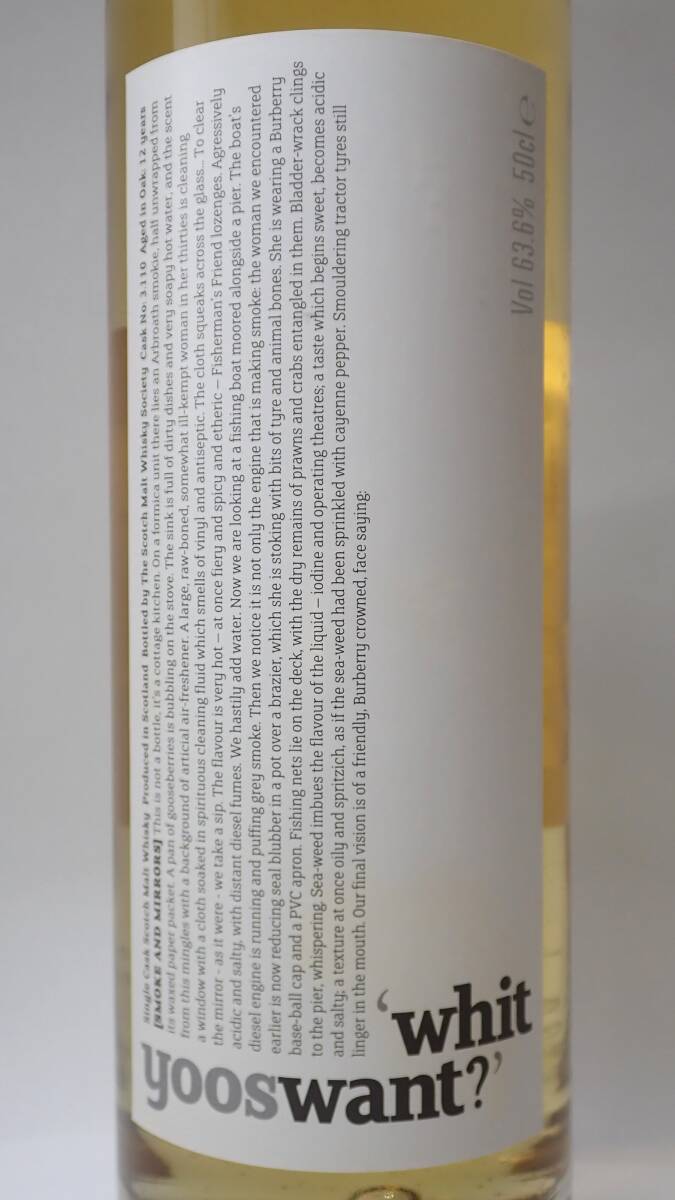 Single Cask Scotch Malt Whisky Produced in Scotland Bottled by The Scotch Malt Whisky Society Cask No: 3.110 Aged in Oak: 12 years
[SMOKE AND MIRRORS] This is not a bottle, it's a cottage kitchen. On a formica unit there lies an Arbroath smokie, half unwrapped from
its waxed paper packet. A pan of gooseberries is bubbling on the stove. The sink is full of dirty dishes and very soapy hot water, and the scent
from this mingles with a background of articial air-freshener. A large, raw-boned, somewhat ill-kempt woman in her thirties is cleaning
a window with a cloth soaked in spirituous cleaning fluid which smells of vinyl and antiseptic. The cloth squeaks across the glass... To clear
the mirror - as it were - we take a sip. The flavour is very hot – at once fiery and spicy and etheric – Fisherman's Friend lozenges. Agressively
acidic and salty, with distant diesel fumes. We hastily add water. Now we are looking at a fishing boat moored alongside a pier. The boat's
diesel engine is running and puffing grey smoke. Then we notice it is not only the engine that is making smoke: the woman we encountered
earlier is now reducing seal blubber in a pot over a brazier, which she is stoking with bits of tyre and animal bones. She is wearing a Burberry
base-ball cap and a PVC apron. Fishing nets lie on the deck, with the dry remains of prawns and crabs entangled in them. Bladder-wrack clings
to the pier, whispering. Sea-weed imbues the flavour of the liquid – iodine and operating theatres; a taste which begins sweet, becomes acidic
and salty; a texture at once oily and spritzich, as if the sea-weed had been sprinkled with cayenne pepper. Smouldering tractor tyres still
linger in the mouth. Our final vision is of a friendly, Burberry crowned, face saying:
'whit
yooswant?'
Vol 63.6% 50cl e